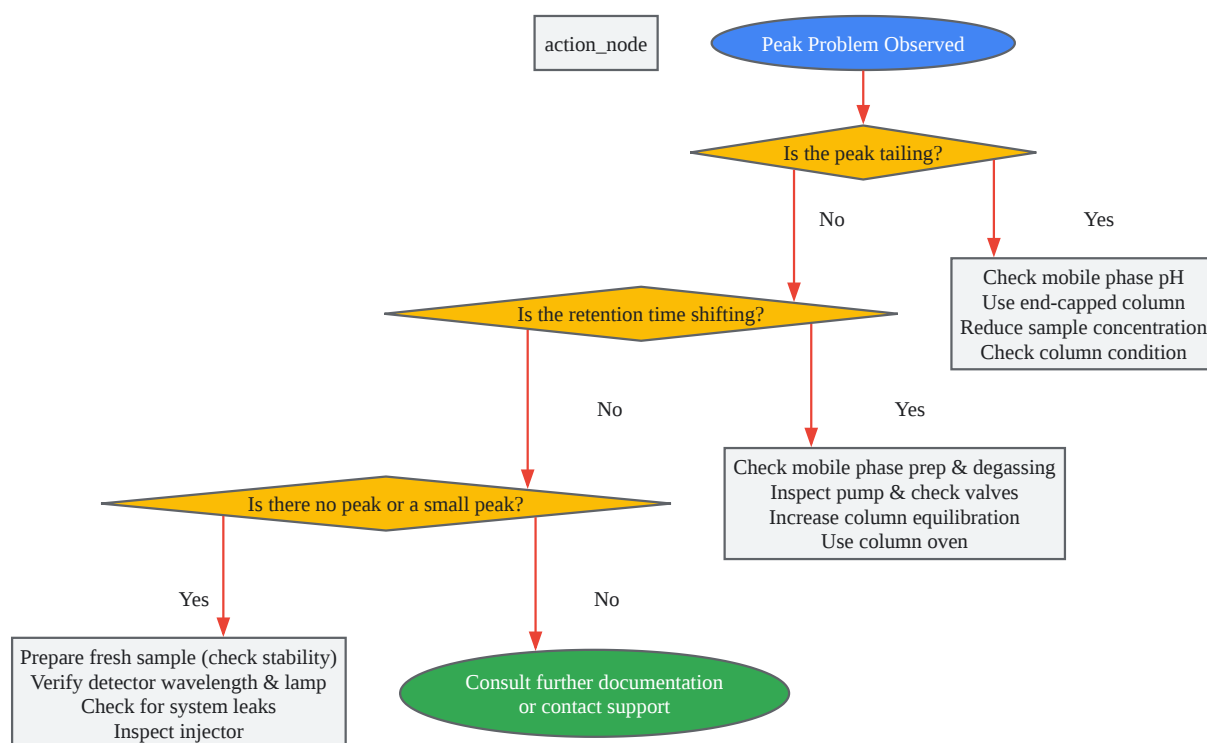 action_node
Peak Problem Observed
Is the peak tailing?
No
Yes
Check mobile phase pH
Use end-capped column
Reduce sample concentration
Check column condition
Is the retention time shifting?
No
Yes
Check mobile phase prep & degassing
Inspect pump & check valves
Increase column equilibration
Use column oven
Is there no peak or a small peak?
Yes
No
Prepare fresh sample (check stability)
Verify detector wavelength & lamp
Check for system leaks
Inspect injector
Consult further documentation
or contact support